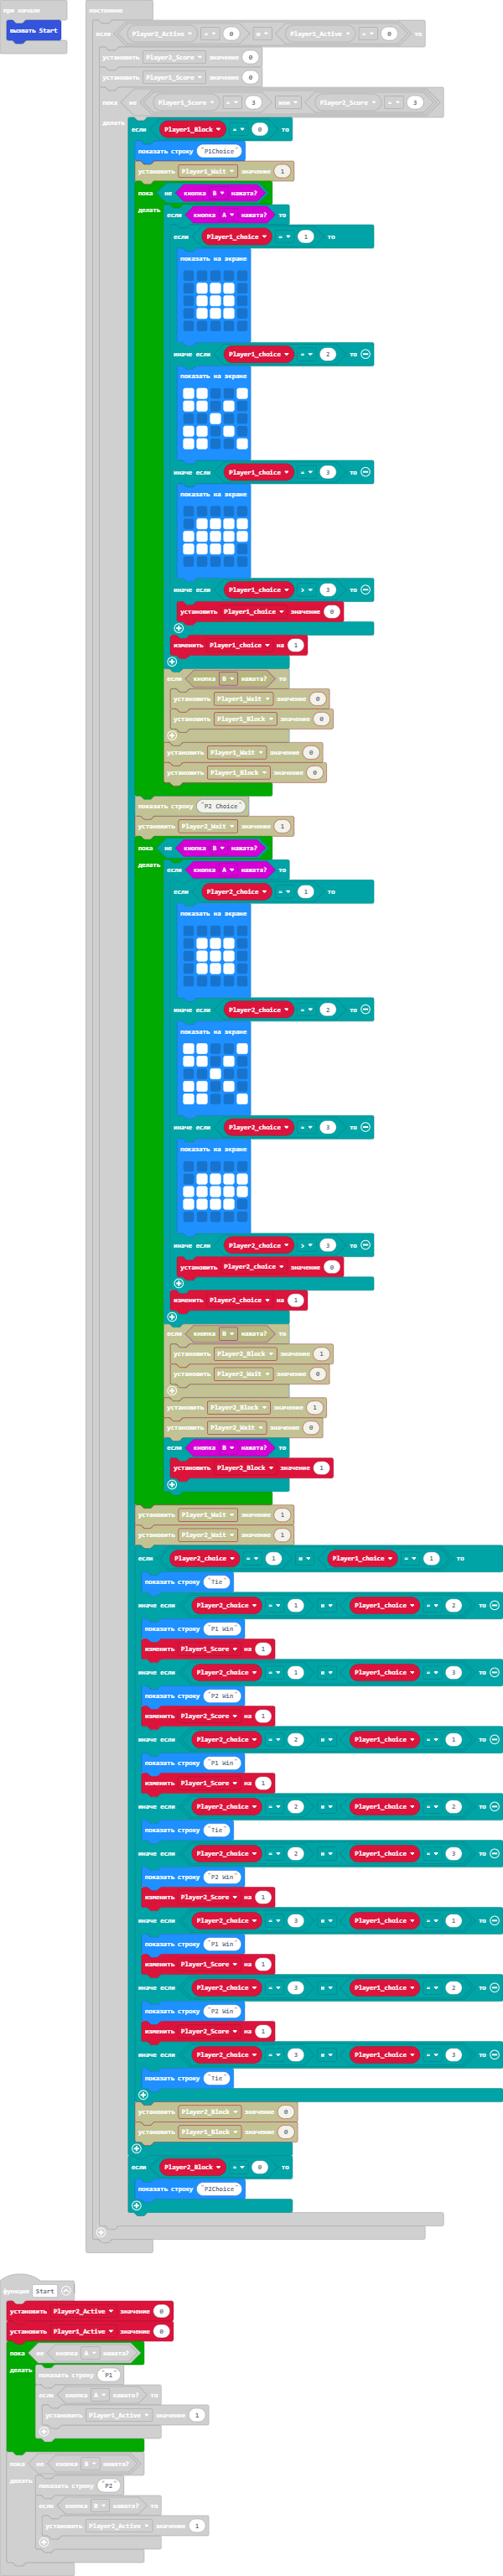 при начале
вызвать Start
постоянно
если Player2_Active = 0 и Player1_Active = 0 то
установить Player2_Score значение 0
установить Player1_Score значение 0
пока не Player1_Score = 3 или Player2_Score = 3
делать
если Player1_Block = 0 то
показать строку "P1Choice"
установить Player1_Wait значение 1
пока не кнопка B нажата?
делать
если кнопка A нажата? то
если Player1_choice = 1 то
показать на экране
иначе если Player1_choice = 2 то
показать на экране
иначе если Player1_choice = 3 то
показать на экране
иначе если Player1_choice > 3 то
установить Player1_choice значение 0
изменить Player1_choice на 1
если кнопка B нажата? то
установить Player1_Wait значение 0
установить Player1_Block значение 0
установить Player1_Wait значение 0
установить Player1_Block значение 0
показать строку "P2 Choice"
установить Player2_Wait значение 1
пока не кнопка B нажата?
делать
если кнопка A нажата? то
если Player2_choice = 1 то
показать на экране
иначе если Player2_choice = 2 то
показать на экране
иначе если Player2_choice = 3 то
показать на экране
иначе если Player2_choice > 3 то
установить Player2_choice значение 0
изменить Player2_choice на 1
если кнопка B нажата? то
установить Player2_Block значение 1
установить Player2_Wait значение 0
установить Player2_Block значение 1
установить Player2_Wait значение 0
если кнопка B нажата? то
установить Player2_Block значение 1
установить Player1_Wait значение 1
установить Player2_Wait значение 1
если Player2_choice = 1 и Player1_choice = 1 то
показать строку "Tie"
иначе если Player2_choice = 1 и Player1_choice = 2 то
показать строку "P1 Win"
изменить Player1_Score на 1
иначе если Player2_choice = 1 и Player1_choice = 3 то
показать строку "P2 Win"
изменить Player2_Score на 1
иначе если Player2_choice = 2 и Player1_choice = 1 то
показать строку "P1 Win"
изменить Player1_Score на 1
иначе если Player2_choice = 2 и Player1_choice = 2 то
показать строку "Tie"
иначе если Player2_choice = 2 и Player1_choice = 3 то
показать строку "P2 Win"
изменить Player2_Score на 1
иначе если Player2_choice = 3 и Player1_choice = 1 то
показать строку "P1 Win"
изменить Player1_Score на 1
иначе если Player2_choice = 3 и Player1_choice = 2 то
показать строку "P2 Win"
изменить Player2_Score на 1
иначе если Player2_choice = 3 и Player1_choice = 3 то
показать строку "Tie"
установить Player2_Block значение 0
установить Player1_Block значение 0
если Player2_Block = 0 то
показать строку "P2Choice"
функция Start
установить Player2_Active значение 0
установить Player1_Active значение 0
пока не кнопка A нажата?
делать
показать строку "P1"
если кнопка A нажата? то
установить Player1_Active значение 1
пока не кнопка B нажата?
делать
показать строку "P2"
если кнопка B нажата? то
установить Player2_Active значение 1